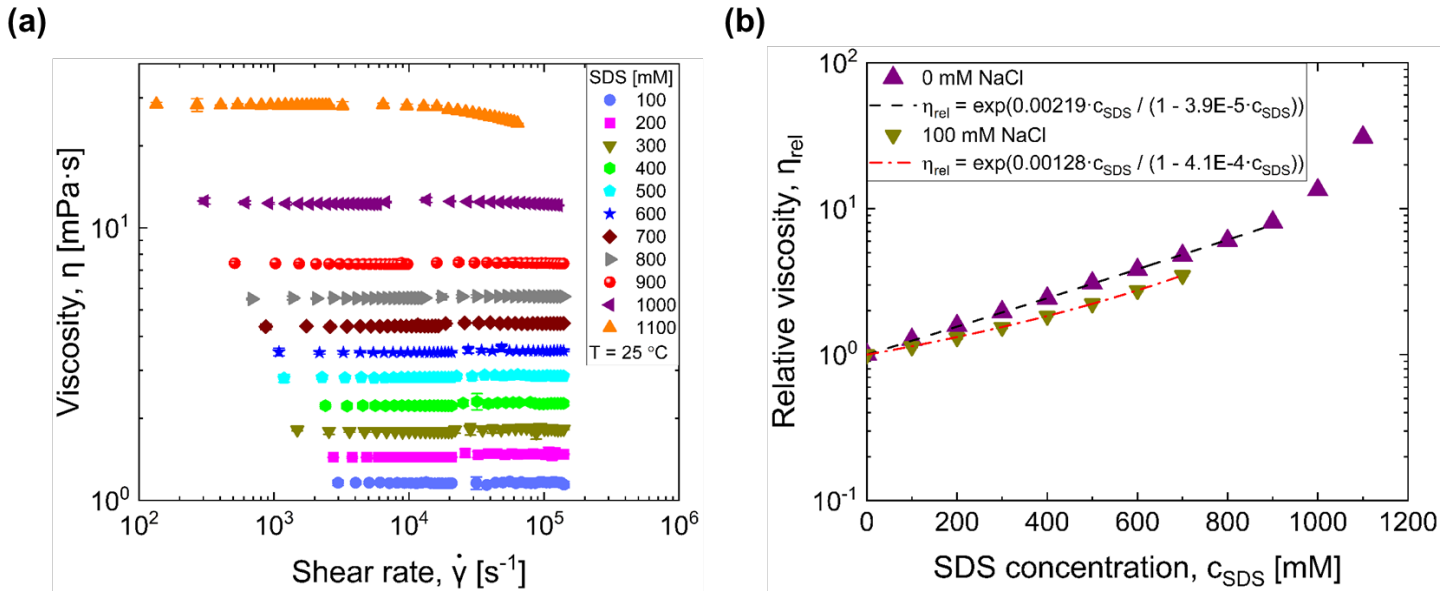 (a)
Viscosity, η [mPa·s]
10¹
10⁰
10² 10³ 10⁴ 10⁵ 10⁶
Shear rate, γ̇ [s⁻¹]
SDS [mM]
100
200
300
400
500
600
700
800
900
1000
1100
T = 25 °C
(b)
Relative viscosity, ηrel
10²
10¹
10⁰
10⁻¹
0 200 400 600 800 1000 1200
SDS concentration, cSDS [mM]
0 mM NaCl
ηrel = exp(0.00219·cSDS / (1 - 3.9E-5·cSDS))
100 mM NaCl
ηrel = exp(0.00128·cSDS / (1 - 4.1E-4·cSDS))